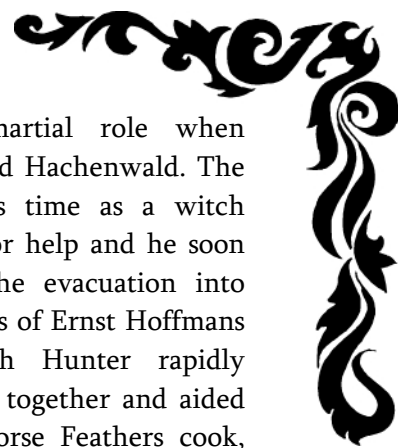 martial role when
d Hachenwald. The
s time as a witch
or help and he soon
he evacuation into
s of Ernst Hoffmans
h Hunter rapidly
together and aided
orse Feathers cook,